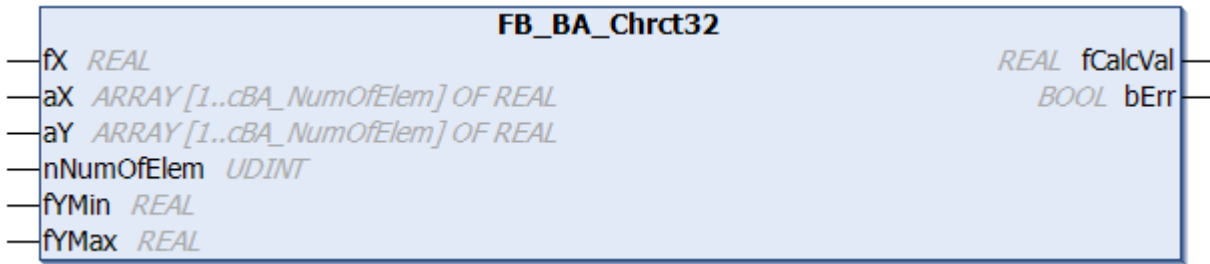 FB_BA_Chrct32
fX REAL REAL fCalcVal
aX ARRAY [1..cBA_NumOfElem] OF REAL BOOL bErr
aY ARRAY [1..cBA_NumOfElem] OF REAL
nNumOfElem UDINT
fYMin REAL
fYMax REAL